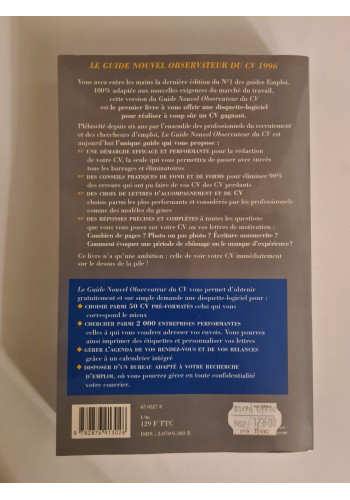 LE GUIDE NOUVEL OBSERVATEUR DU CV 1996
Vous avez entre les mains la dernière édition du N°1 des guides Emploi.
100% adaptée aux nouvelles exigences du marché du travail,
cette version du Guide Nouvel Observateur du CV
est le premier livre à vous offrir une disquette-logiciel
pour réaliser à coup sûr un CV gagnant.
Plébiscité depuis six ans par l'ensemble des professionnels du recrutement
et des chercheurs d'emploi, Le Guide Nouvel Observateur du CV est
aujourd'hui l'unique guide qui vous propose :
UNE DÉMARCHE EFFICACE ET PERFORMANTE pour la rédaction
de votre CV, la seule qui vous permettra de passer avec succès
tous les barrages et éliminatoires
DES CONSEILS PRATIQUES DE FOND ET DE FORME pour éliminer 90%
des erreurs qui ont pu faire de vos CV des CV perdants
DES CHOIX DE LETTRES D'ACCOMPAGNEMENT ET DE CV
choisis parmi les plus performants et considérés par les professionnels
comme des modèles du genre
DES RÉPONSES PRÉCISES ET COMPLÈTES à toutes les questions
que vous vous posez sur votre CV ou vos lettres de motivation :
Combien de pages ? Photo ou pas photo ? Écriture manuscrite ?
Comment évoquer une période de chômage ou le manque d'expérience ?
Ce livre n'a qu'une ambition : celle de voir votre CV immédiatement
sur le dessus de la pile !
Le Guide Nouvel Observateur du CV vous permet d'obtenir
gratuitement et sur simple demande une disquette-logiciel pour :
CHOISIR PARMI 50 CV PRÉ-FORMATÉS celui qui vous
correspond le mieux
CHERCHER PARMI 2 000 ENTREPRISES PERFORMANTES
celles à qui vous voudrez adresser vos envois. Vous pourrez
ainsi imprimer des étiquettes et personnaliser vos lettres
GÉRER L'AGENDA DE VOS RENDEZ-VOUS ET DE VOS RELANCES
grâce à un calendrier intégré
DISPOSER D'UN BUREAU ADAPTÉ À VOTRE RECHERCHE
D'EMPLOI, où vous pourrez gérer en toute confidentialité
votre courrier.
65 0327 0
1-96
129 F TTC
ISBN : 2-87691-302-X
9 782876 913028